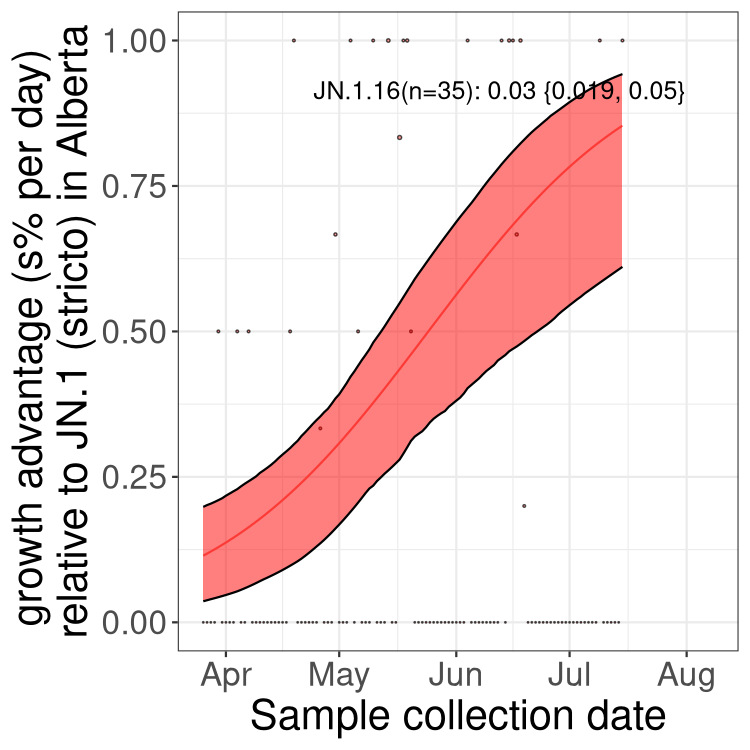 growth advantage (s% per day)
relative to JN.1 (stricto) in Alberta
1.00
0.75
0.50
0.25
0.00
JN.1.16(n=35): 0.03 {0.019, 0.05}
Apr May Jun Jul Aug
Sample collection date